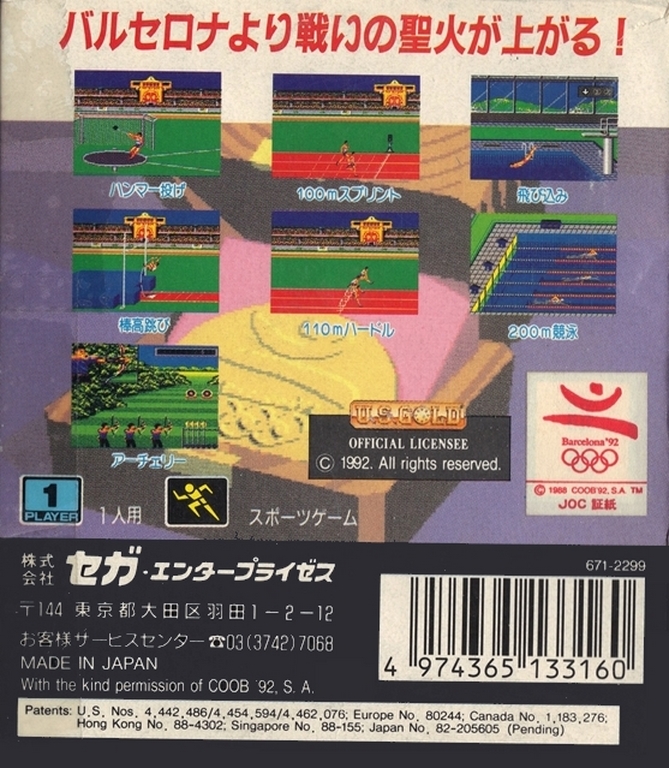 バルセロナより戦いの聖火が上がる!
ハンマー投げ
100mスプリント
飛び込み
棒高跳び
110mハードル
200m競泳
アーチェリー
U.S. GOLD
OFFICIAL LICENSEE
© 1992. All rights reserved.
Barcelona'92
© 1988 COOB'92, S.A. TM
JOC 証紙
1
PLAYER
1人用
スポーツゲーム
株式会社 セガ・エンタープライゼス
671-2299
〒144 東京都大田区羽田1-2-12
お客様サービスセンター☎03(3742)7068
MADE IN JAPAN
With the kind permission of COOB '92, S. A.
4 974365 133160
Patents: U.S. Nos. 4,442,486/4,454,594/4,462,076; Europe No. 80244; Canada No. 1,183,276;
Hong Kong No. 88-4302; Singapore No. 88-155; Japan No. 82-205605 (Pending)